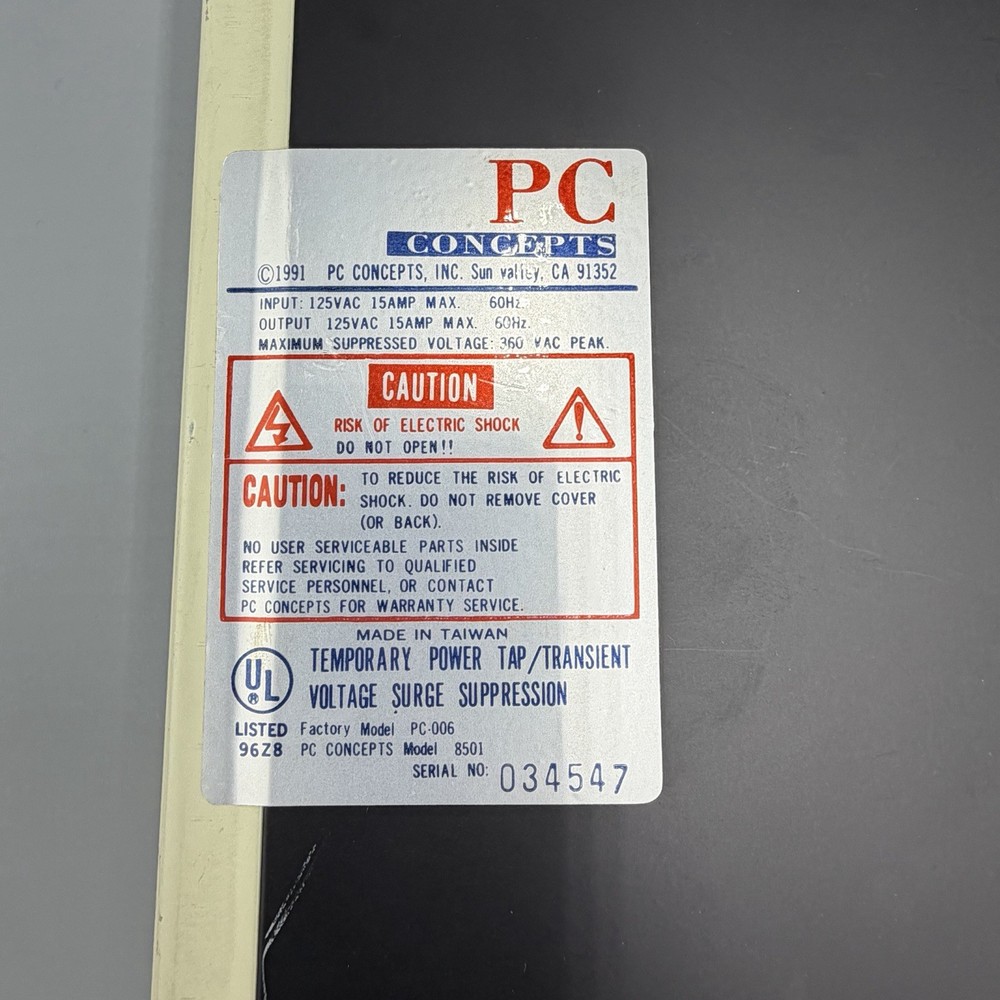 PC
CONCEPTS
©1991 PC CONCEPTS, INC. Sun valley, CA 91352
INPUT: 125VAC 15AMP MAX. 60Hz.
OUTPUT 125VAC 15AMP MAX. 60Hz.
MAXIMUM SUPPRESSED VOLTAGE: 360 VAC PEAK.
CAUTION
RISK OF ELECTRIC SHOCK
DO NOT OPEN!!
CAUTION: TO REDUCE THE RISK OF ELECTRIC
SHOCK. DO NOT REMOVE COVER
(OR BACK).
NO USER SERVICEABLE PARTS INSIDE
REFER SERVICING TO QUALIFIED
SERVICE PERSONNEL, OR CONTACT
PC CONCEPTS FOR WARRANTY SERVICE.
MADE IN TAIWAN
UL®
TEMPORARY POWER TAP/TRANSIENT
VOLTAGE SURGE SUPPRESSION
LISTED Factory Model PC-006
96Z8 PC CONCEPTS Model 8501
SERIAL NO: 034547